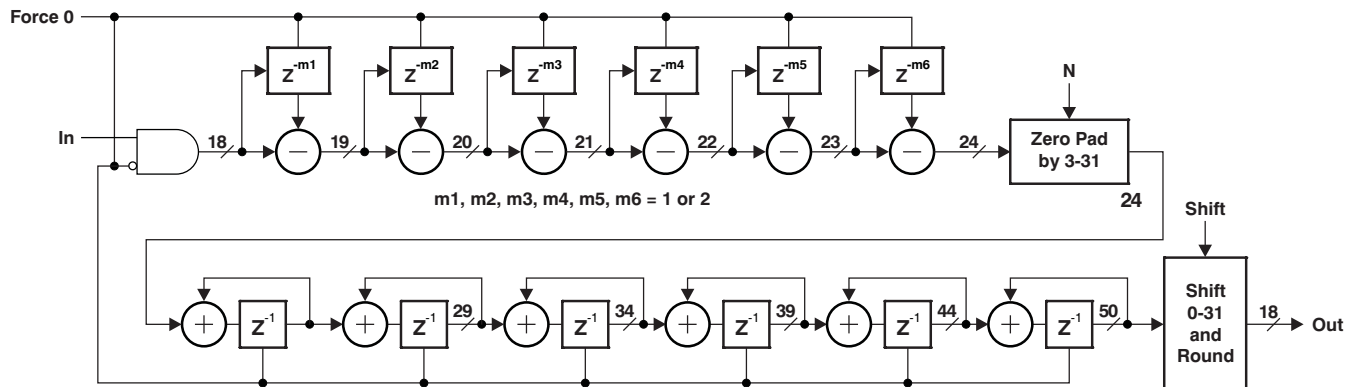 Force 0
Z-m1 Z-m2 Z-m3 Z-m4 Z-m5 Z-m6
N
In
18 − 19 − 20 − 21 − 22 − 23 − 24
Zero Pad
by 3-31
m1, m2, m3, m4, m5, m6 = 1 or 2
24
Shift
+ Z-1 + Z-1 29 + Z-1 34 + Z-1 39 + Z-1 44 + Z-1 50
Shift
0-31
and
Round
18
Out